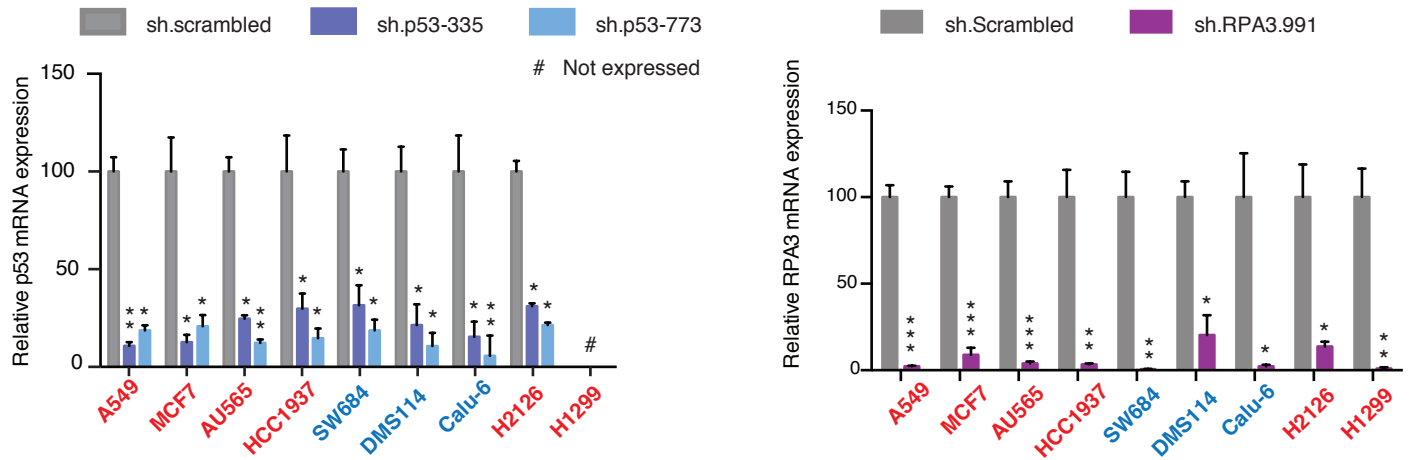 sh.scrambled sh.p53-335 sh.p53-773
# Not expressed
Relative p53 mRNA expression
150
100
50
0
** * * * * ** * * * * * * * ** * *
#
A549 MCF7 AU565 HCC1937 SW684 DMS114 Calu-6 H2126 H1299
sh.Scrambled sh.RPA3.991
Relative RPA3 mRNA expression
150
100
50
0
*** *** *** ** ** * * * **
A549 MCF7 AU565 HCC1937 SW684 DMS114 Calu-6 H2126 H1299